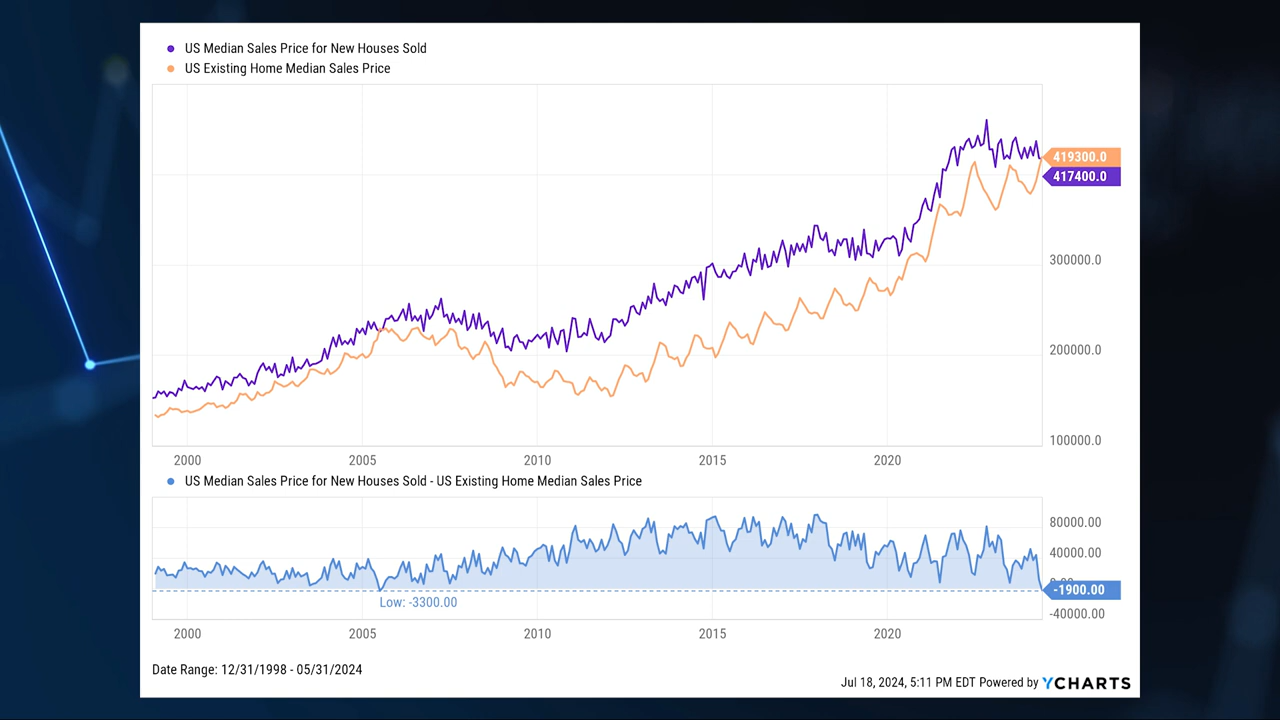 US Median Sales Price for New Houses Sold
US Existing Home Median Sales Price
419300.0
417400.0
300000.0
200000.0
100000.0
2000 2005 2010 2015 2020
US Median Sales Price for New Houses Sold - US Existing Home Median Sales Price
80000.00
40000.00
-1900.00
Low: -3300.00
-40000.00
2000 2005 2010 2015 2020
Date Range: 12/31/1998 - 05/31/2024
Jul 18, 2024, 5:11 PM EDT Powered by YCHARTS